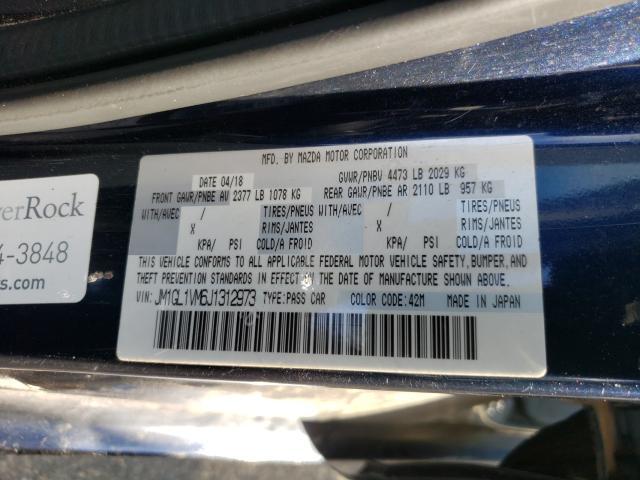 MFD. BY MAZDA MOTOR CORPORATION
DATE 04/18
GVWR/PNBV 4473 LB 2029 KG
FRONT GAWR/PNBE AV 2377 LB 1078 KG
REAR GAWR/PNBE AR 2110 LB 957 KG
WITH/AVEC / TIRES/PNEUS WITH/AVEC / TIRES/PNEUS
X RIMS/JANTES X RIMS/JANTES
KPA/ PSI COLD/A FROID KPA/ PSI COLD/A FROID
THIS VEHICLE CONFORMS TO ALL APPLICABLE FEDERAL MOTOR VEHICLE SAFETY, BUMPER, AND
THEFT PREVENTION STANDARDS IN EFFECT ON THE DATE OF MANUFACTURE SHOWN ABOVE.
VIN: JM1GL1VM6J1312973 TYPE: PASS CAR COLOR CODE: 42M MADE IN JAPAN
erRock
4-3848
s.com